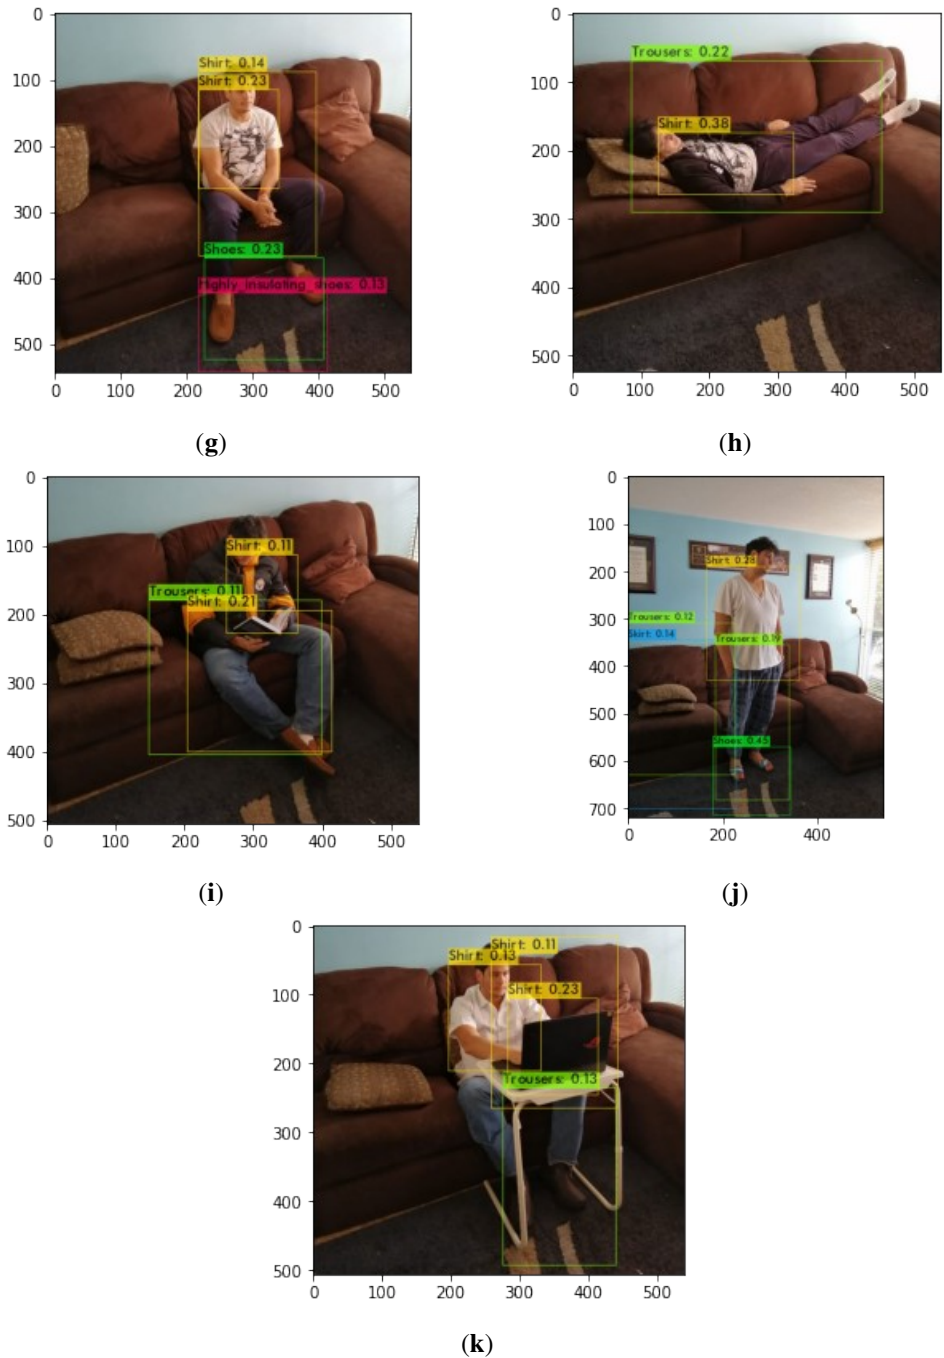 0
100
200
300
400
500
0
100
200
300
400
500
Shirt: 0.14
Shirt: 0.23
Shoes: 0.23
Highly_insulating_shoes: 0.13
(g)
0
100
200
300
400
500
0
100
200
300
400
500
Trousers: 0.22
Shirt: 0.38
(h)
0
100
200
300
400
500
0
100
200
300
400
500
Shirt: 0.11
Trousers: 0.11
Shirt: 0.21
(i)
0
100
200
300
400
500
600
700
0
200
400
Shirt: 0.28
Trousers: 0.12
Skirt: 0.14
Trousers: 0.19
Shoes: 0.45
(j)
0
100
200
300
400
500
0
100
200
300
400
500
Shirt: 0.11
Shirt: 0.13
Shirt: 0.23
Trousers: 0.13
(k)